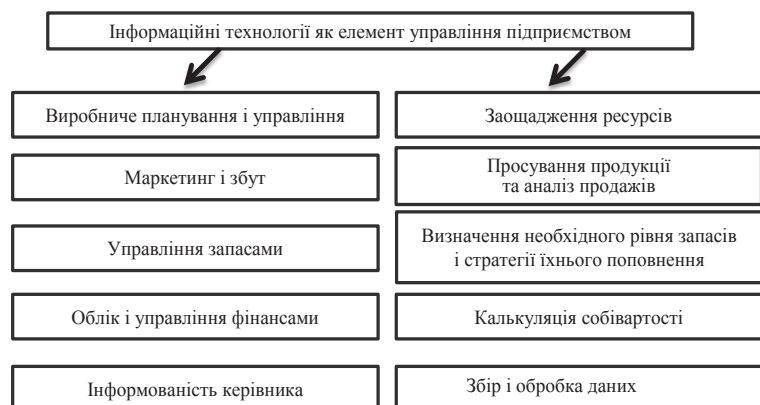 Інформаційні технології як елемент управління підприємством
Виробниче планування і управління
Заощадження ресурсів
Маркетинг і збут
Просування продукції
та аналіз продажів
Управління запасами
Визначення необхідного рівня запасів
і стратегії їхнього поповнення
Облік і управління фінансами
Калькуляція собівартості
Інформованість керівника
Збір і обробка даних